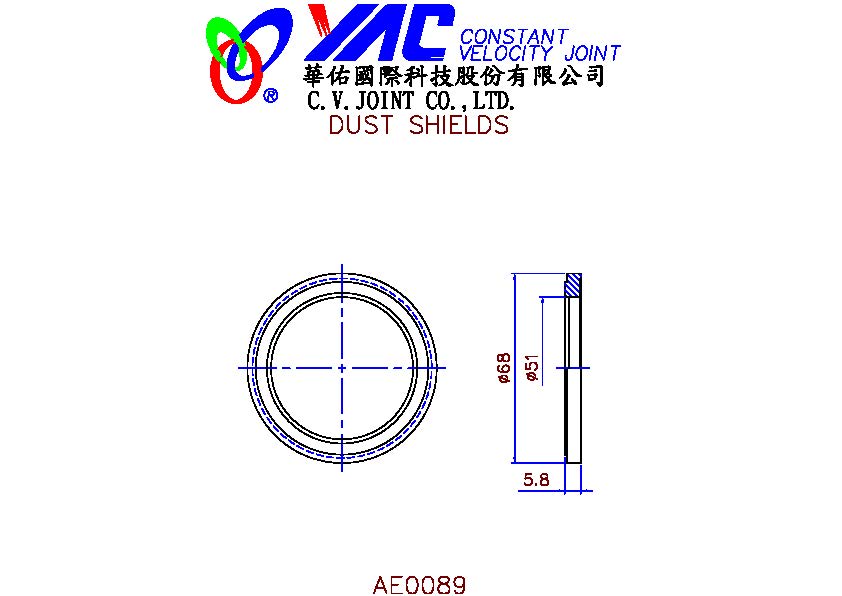 YAC CONSTANT
VELOCITY JOINT
華佑國際科技股份有限公司
® C.V.JOINT CO.,LTD.
DUST SHIELDS
ø68
ø51
5.8
AE0089